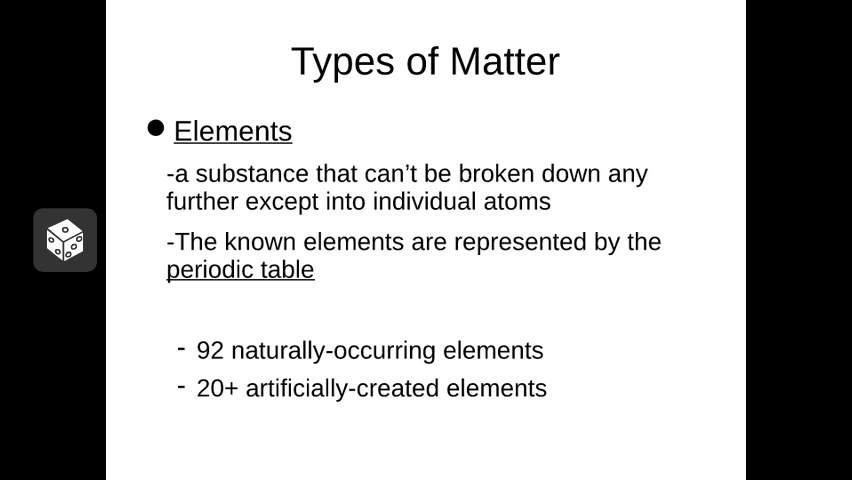 Types of Matter
● Elements
-a substance that can’t be broken down any
further except into individual atoms
-The known elements are represented by the
periodic table
- 92 naturally-occurring elements
- 20+ artificially-created elements